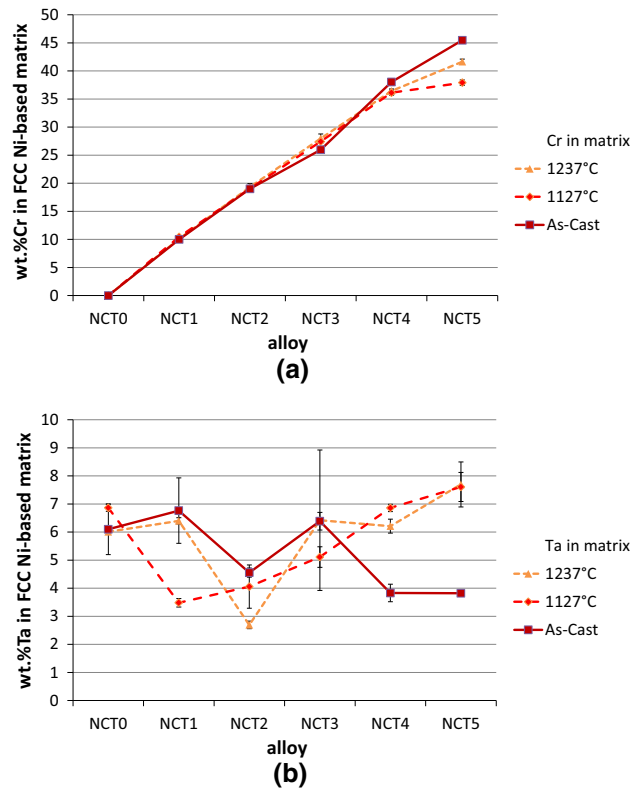 50
45
40
35
30
25
20
15
10
5
0
wt.%Cr in FCC Ni-based matrix
NCT0 NCT1 NCT2 NCT3 NCT4 NCT5
alloy
Cr in matrix
1237°C
1127°C
As-Cast
(a)
10
9
8
7
6
5
4
3
2
1
0
wt.%Ta in FCC Ni-based matrix
NCT0 NCT1 NCT2 NCT3 NCT4 NCT5
alloy
Ta in matrix
1237°C
1127°C
As-Cast
(b)